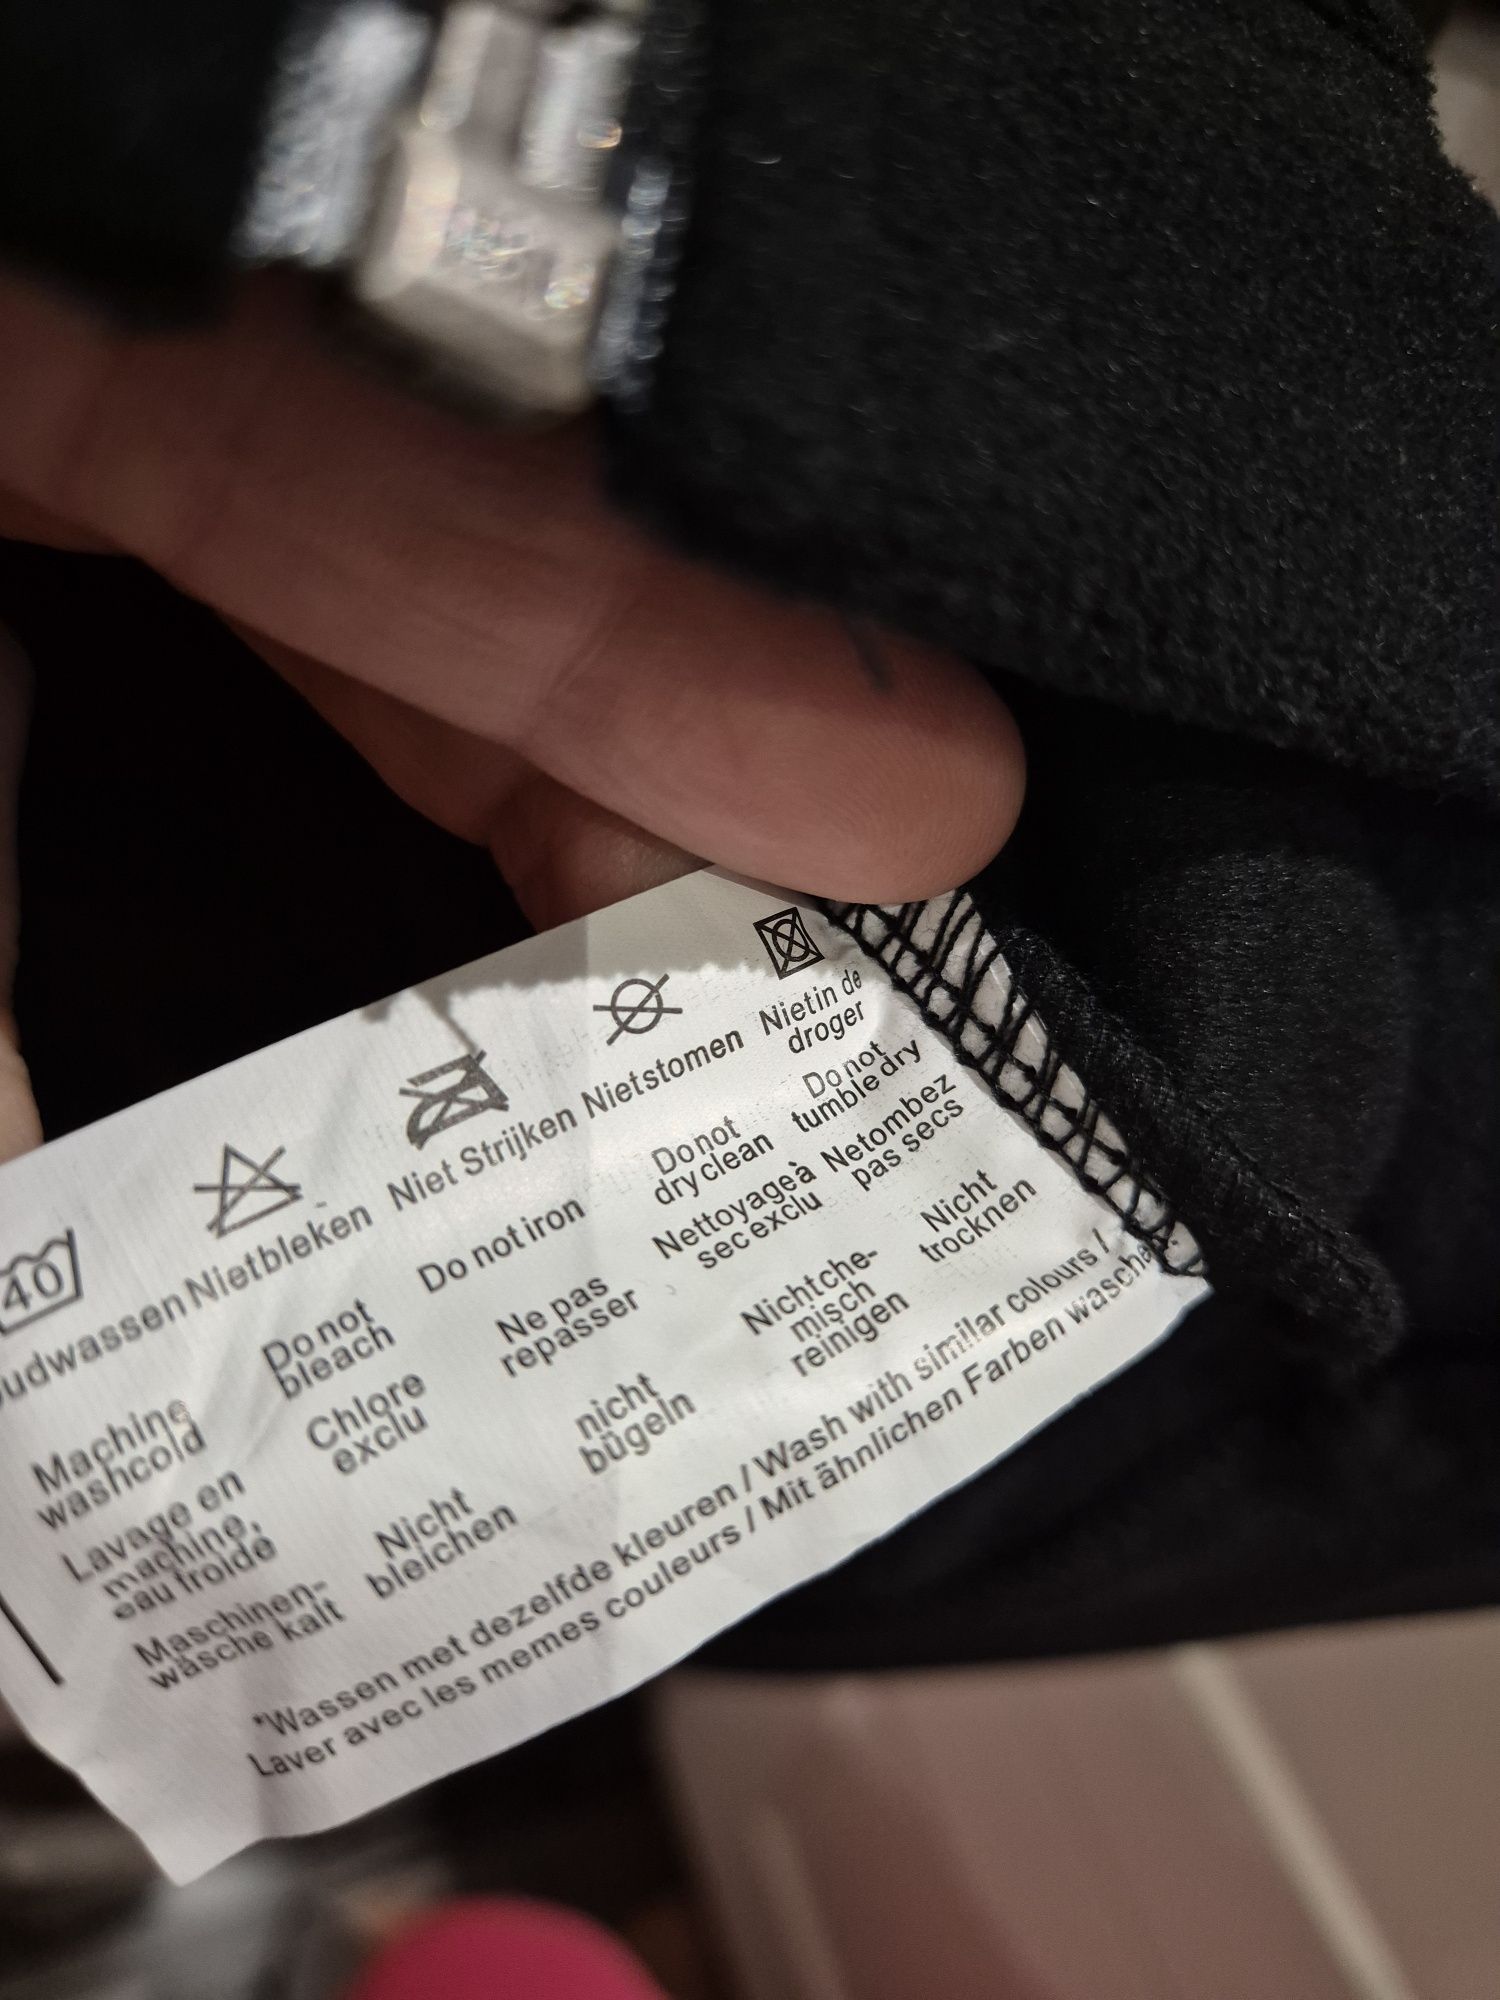 40
Nietbleken Niet Strijken Nietstomen Nietin de droger
Machine washcold
Do not bleach
Do not iron
Do not dryclean
Do not tumble dry
Lavage en machine, eau froide
Chlore exclu
Ne pas repasser
Nettoyageà sec exclu
Netombez pas secs
Maschinen-wäsche kalt
Nicht bleichen
nicht bügeln
Nichtche-misch reinigen
Nicht trocknen
*Wassen met dezelfde kleuren / Wash with similar colours /
Laver avec les memes couleurs / Mit ähnlichen Farben wasche